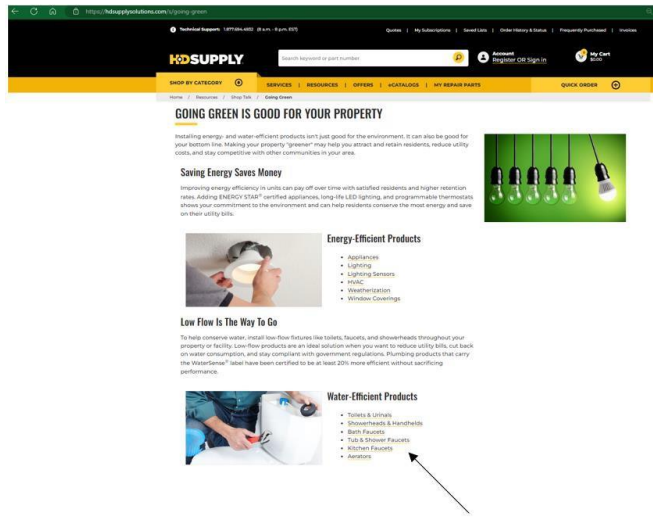 https://hdsupplysolutions.com/s/going-green
Technical Support: 1.877.694.4932 (8 a.m. - 8 p.m. EST)
Quotes | My Subscriptions | Saved Lists | Order History & Status | Frequently Purchased | Invoices
HDSUPPLY
Search keyword or part number
Account
Register OR Sign in
My Cart
$0.00
SHOP BY CATEGORY
SERVICES | RESOURCES | OFFERS | eCATALOGS | MY REPAIR PARTS
QUICK ORDER
Home / Resources / Shop Talk / Going Green
GOING GREEN IS GOOD FOR YOUR PROPERTY
Installing energy- and water-efficient products isn't just good for the environment. It can also be good for
your bottom line. Making your property "greener" may help you attract and retain residents, reduce utility
costs, and stay competitive with other communities in your area.
Saving Energy Saves Money
Improving energy efficiency in units can pay off over time with satisfied residents and higher retention
rates. Adding ENERGY STAR® certified appliances, long-life LED lighting, and programmable thermostats
shows your commitment to the environment and can help residents conserve the most energy and save
on their utility bills.
Energy-Efficient Products
Appliances
Lighting
Lighting Sensors
HVAC
Weatherization
Window Coverings
Low Flow Is The Way To Go
To help conserve water, install low-flow fixtures like toilets, faucets, and showerheads throughout your
property or facility. Low-flow products are an ideal solution when you want to reduce utility bills, cut back
on water consumption, and stay compliant with government regulations. Plumbing products that carry
the WaterSense® label have been certified to be at least 20% more efficient without sacrificing
performance.
Water-Efficient Products
Toilets & Urinals
Showerheads & Handhelds
Bath Faucets
Tub & Shower Faucets
Kitchen Faucets
Aerators